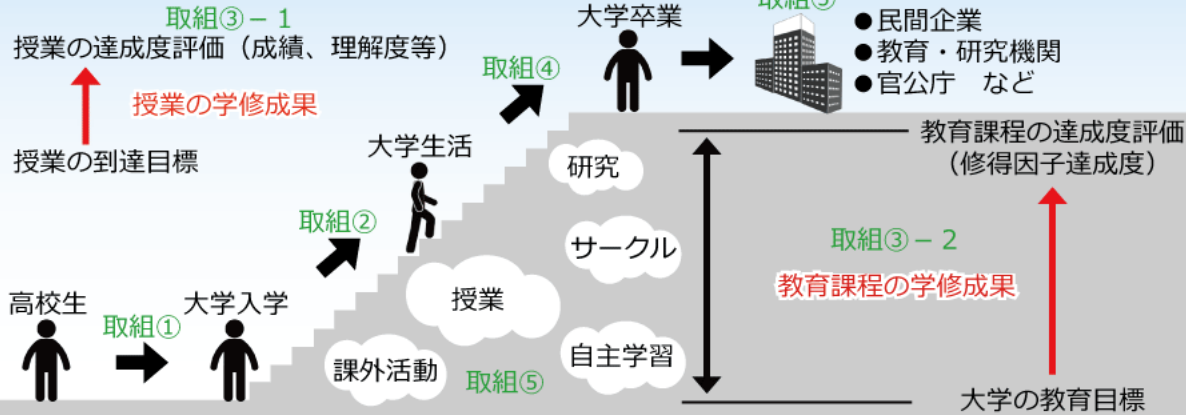 取組③－１
授業の達成度評価（成績、理解度等）
授業の学修成果
授業の到達目標
大学卒業
●民間企業
●教育・研究機関
●官公庁　など
取組④
大学生活
教育課程の達成度評価
（修得因子達成度）
研究
取組②
サークル
取組③－２
教育課程の学修成果
高校生
取組①
大学入学
授業
自主学習
課外活動
取組⑤
大学の教育目標